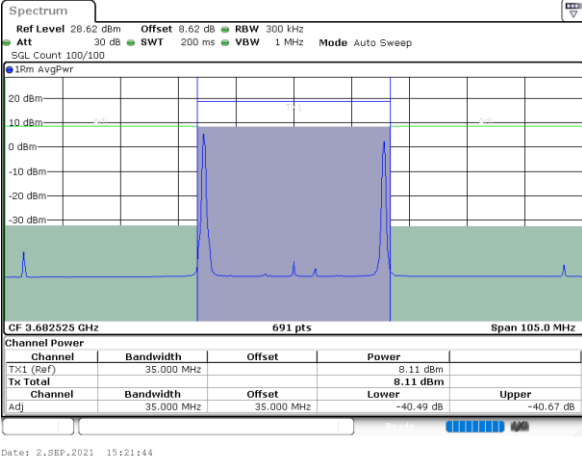 Spectrum
Ref Level 28.62 dBm Offset 8.62 dB RBW 300 kHz
Att 30 dB SWT 200 ms VBW 1 MHz Mode Auto Sweep
SGL Count 100/100
1Rm AvgPwr
20 dBm
TX1
10 dBm
Adj Adj
0 dBm
-10 dBm
-20 dBm
-30 dBm
CF 3.682525 GHz 691 pts Span 105.0 MHz
Channel Power
Channel Bandwidth Offset Power
TX1 (Ref) 35.000 MHz 8.11 dBm
Tx Total 8.11 dBm
Channel Bandwidth Offset Lower Upper
Adj 35.000 MHz 35.000 MHz -40.49 dB -40.67 dB
Ready
Date: 2.SEP.2021 15:21:44